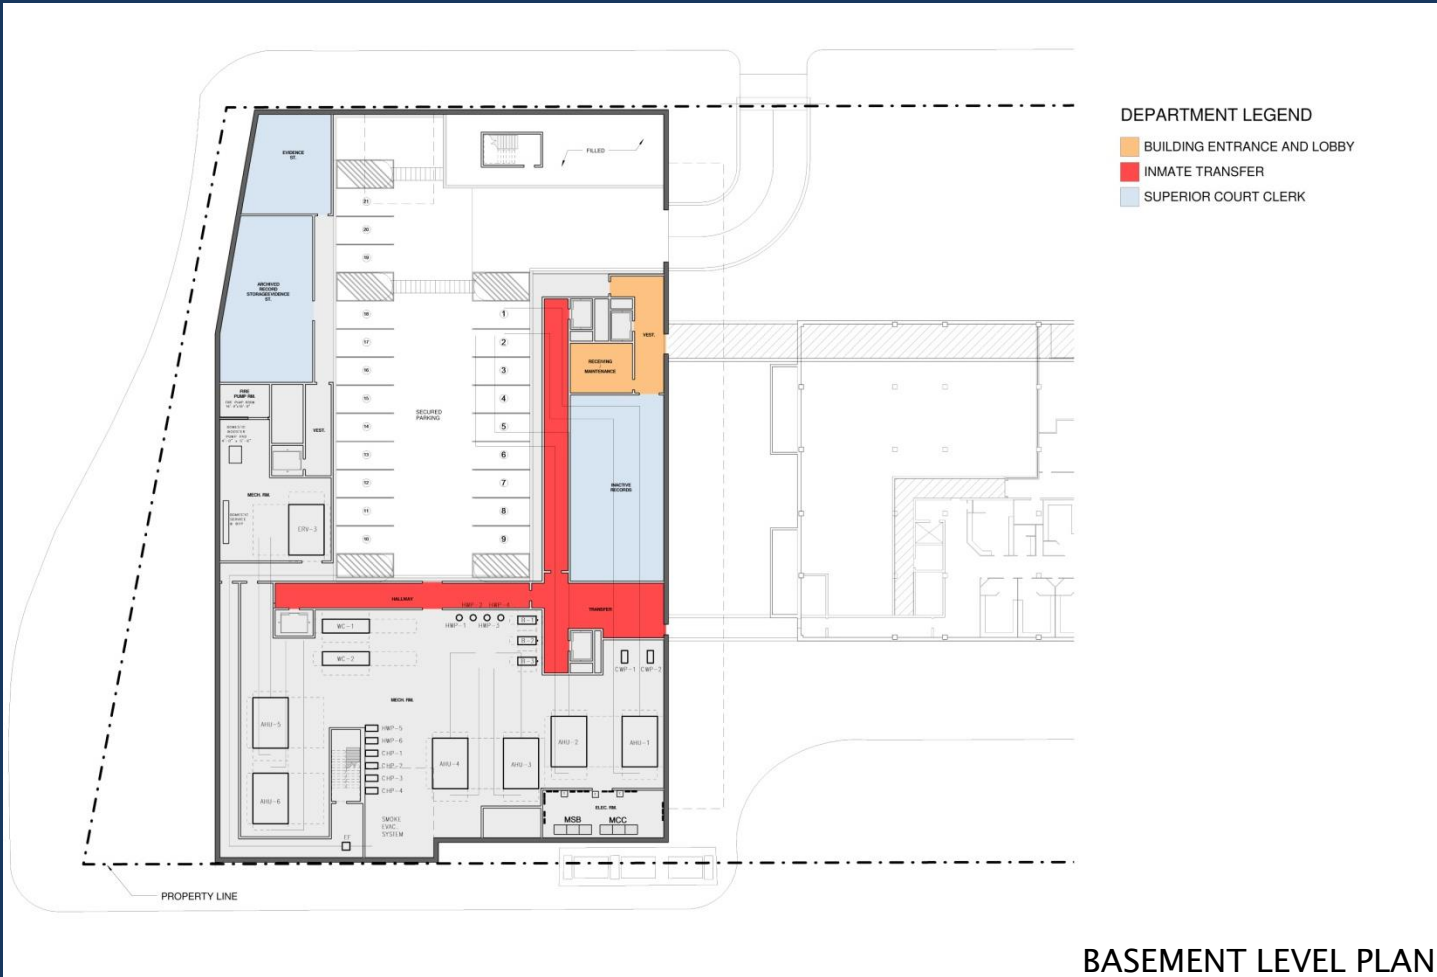 DEPARTMENT LEGEND
BUILDING ENTRANCE AND LOBBY
INMATE TRANSFER
SUPERIOR COURT CLERK
EVIDENCE
ST.
FILLED
21
20
19
ARCHIVED
RECORD
STORAGE/EVIDENCE
ST.
18
17
16
15
14
13
12
11
10
1
2
3
4
5
6
7
8
9
SECURED
PARKING
VEST.
RECEIVING
MAINTENANCE
INACTIVE
RECORDS
FIRE
PUMP RM.
VEST.
MECH. RM.
ERV-3
HALLWAY
TRANSFER
HWP-2 HWP-4
HWP-1 HWP-3
B-1
B-2
B-3
CWP-1 CWP-2
WC-1
WC-2
MECH. RM.
AHU-5
AHU-6
HWP-5
HWP-6
CHP-1
CHP-2
CHP-3
CHP-4
AHU-4
AHU-3
AHU-2
AHU-1
SMOKE
EVAC.
SYSTEM
EF
ELEC. RM.
MSB
MCC
PROPERTY LINE
BASEMENT LEVEL PLAN